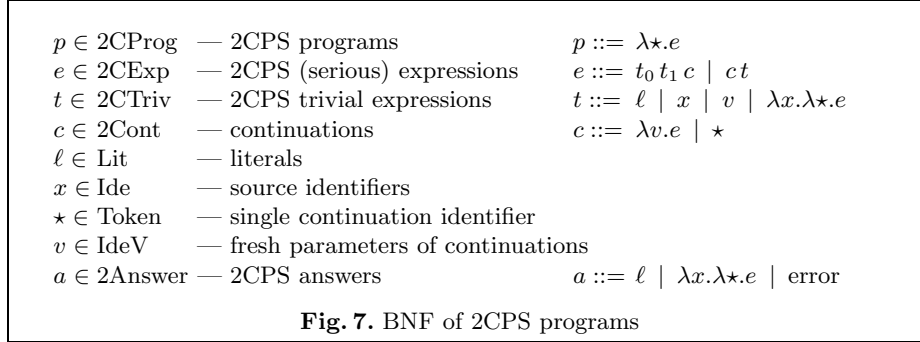 p ∈ 2CProg — 2CPS programs p ::= λ⋆.e
e ∈ 2CExp — 2CPS (serious) expressions e ::= t₀ t₁ c | c t
t ∈ 2CTriv — 2CPS trivial expressions t ::= ℓ | x | v | λx.λ⋆.e
c ∈ 2Cont — continuations c ::= λv.e | ⋆
ℓ ∈ Lit — literals
x ∈ Ide — source identifiers
⋆ ∈ Token — single continuation identifier
v ∈ IdeV — fresh parameters of continuations
a ∈ 2Answer — 2CPS answers a ::= ℓ | λx.λ⋆.e | error
Fig. 7. BNF of 2CPS programs